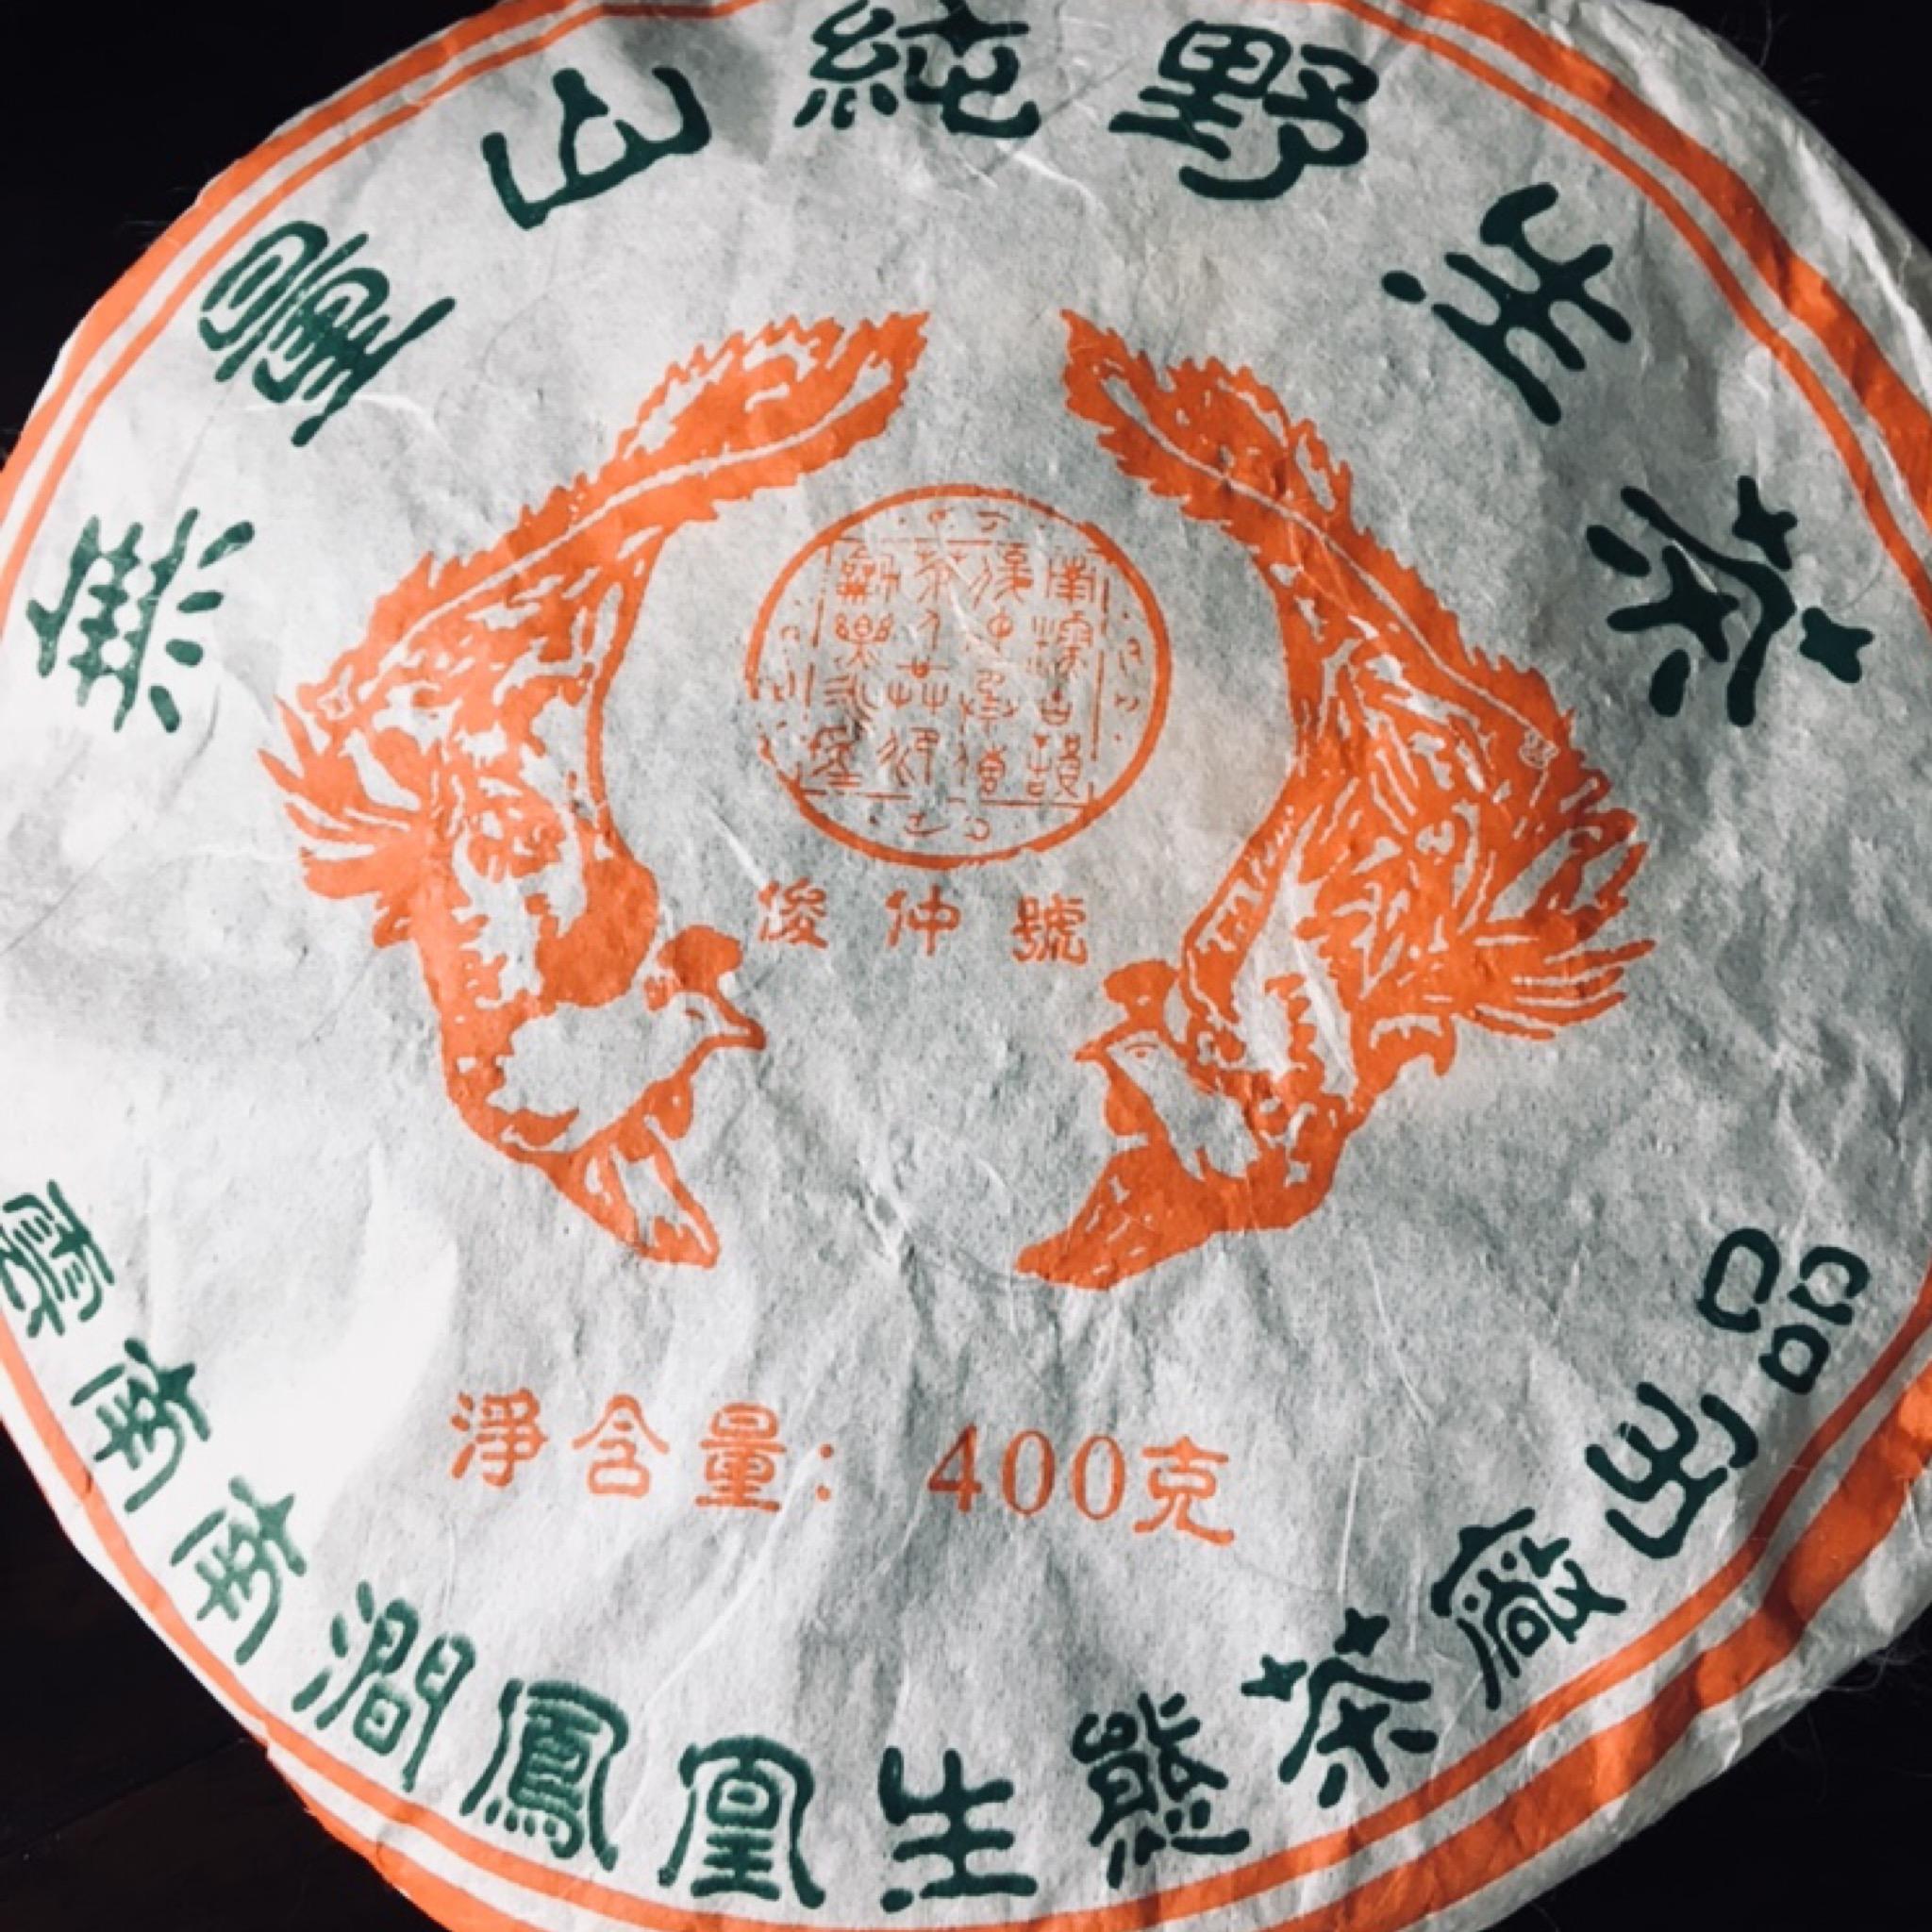 無量山純野生茶
俊仲號
淨含量：400克
雲南南澗鳳凰生態茶廠出品